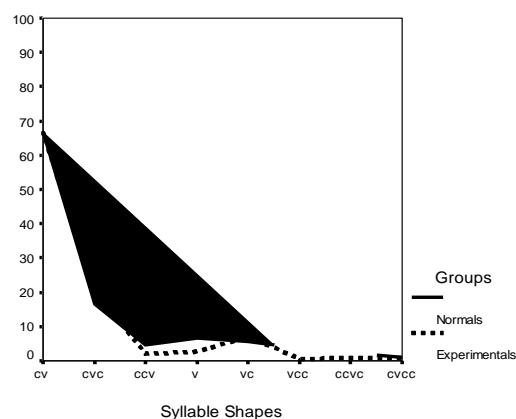 100
90
80
70
60
50
40
30
20
10
0
cv cvc ccv v vc vcc ccvc cvcc
Syllable Shapes
Groups
Normals
Experimentals